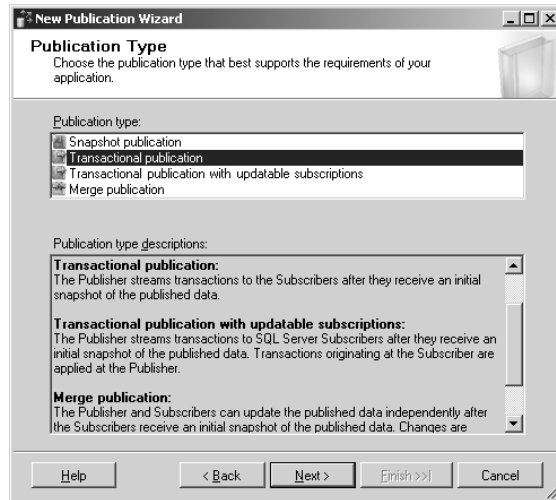 New Publication Wizard
Publication Type
Choose the publication type that best supports the requirements of your
application.
Publication type:
Snapshot publication
Transactional publication
Transactional publication with updatable subscriptions
Merge publication
Publication type descriptions:
Transactional publication:
The Publisher streams transactions to the Subscribers after they receive an initial
snapshot of the published data.
Transactional publication with updatable subscriptions:
The Publisher streams transactions to SQL Server Subscribers after they receive an
initial snapshot of the published data. Transactions originating at the Subscriber are
applied at the Publisher.
Merge publication:
The Publisher and Subscribers can update the published data independently after
the Subscribers receive an initial snapshot of the published data. Changes are
Help < Back Next > Finish >>| Cancel